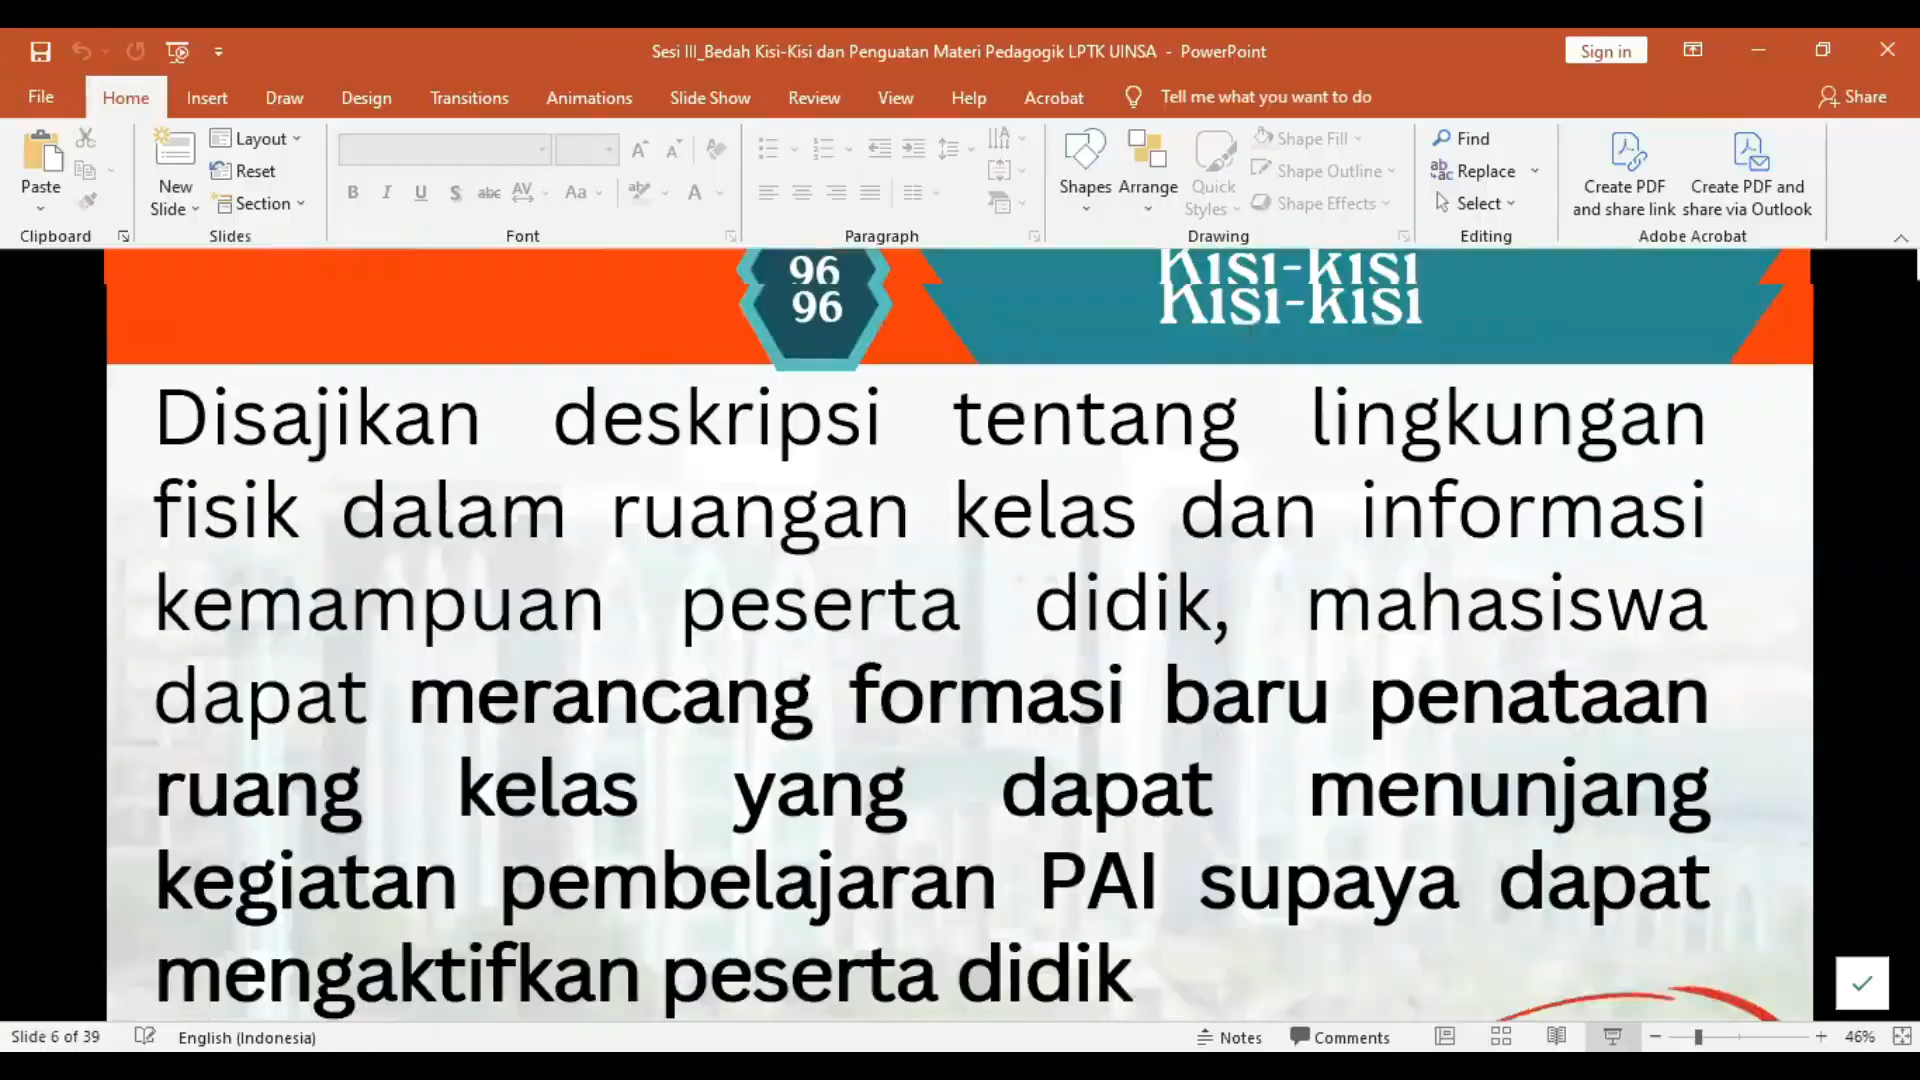 Sesi III_Bedah Kisi-Kisi dan Penguatan Materi Pedagogik LPTK UINSA - PowerPoint
Sign in
File Home Insert Draw Design Transitions Animations Slide Show Review View Help Acrobat Tell me what you want to do Share
Paste
Clipboard
New Slide
Layout
Reset
Section
Slides
B I U S abc AV Aa A
Font
Paragraph
Shapes Arrange Quick Styles
Shape Fill
Shape Outline
Shape Effects
Drawing
Find
Replace
Select
Editing
Create PDF and share link
Create PDF and share via Outlook
Adobe Acrobat
96 Kisi-kisi
96 Kisi-kisi
Disajikan deskripsi tentang lingkungan
fisik dalam ruangan kelas dan informasi
kemampuan peserta didik, mahasiswa
dapat merancang formasi baru penataan
ruang kelas yang dapat menunjang
kegiatan pembelajaran PAI supaya dapat
mengaktifkan peserta didik
Slide 6 of 39 English (Indonesia) Notes Comments 46%